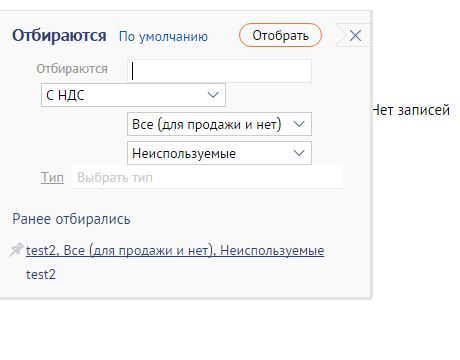 Отбираются По умолчанию Отобрать
Отбираются
С НДС
Нет записей
Все (для продажи и нет)
Неиспользуемые
Тип Выбрать тип
Ранее отбирались
test2, Все (для продажи и нет), Неиспользуемые
test2